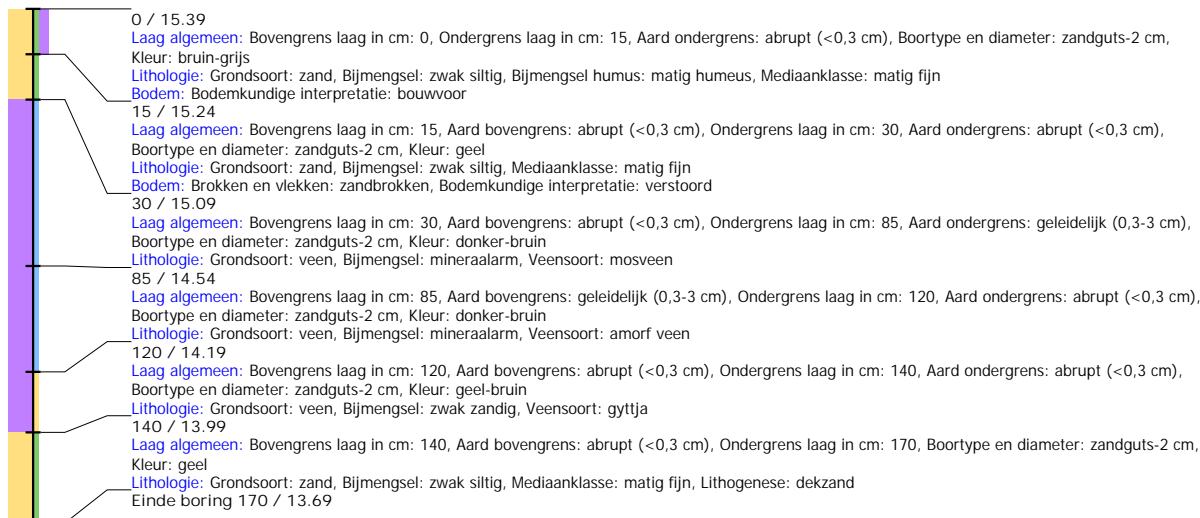 0 / 15.39
Laag algemeen: Bovengrens laag in cm: 0, Ondergrens laag in cm: 15, Aard ondergrens: abrupt (<0,3 cm), Boortype en diameter: zandguts-2 cm,
Kleur: bruin-grijs
Lithologie: Grondsoort: zand, Bijmengsel: zwak siltig, Bijmengsel humus: matig humeus, Mediaanklasse: matig fijn
Bodem: Bodemkundige interpretatie: bouwvoor
15 / 15.24
Laag algemeen: Bovengrens laag in cm: 15, Aard bovengrens: abrupt (<0,3 cm), Ondergrens laag in cm: 30, Aard ondergrens: abrupt (<0,3 cm),
Boortype en diameter: zandguts-2 cm, Kleur: geel
Lithologie: Grondsoort: zand, Bijmengsel: zwak siltig, Mediaanklasse: matig fijn
Bodem: Brokken en vlekken: zandbrokken, Bodemkundige interpretatie: verstoord
30 / 15.09
Laag algemeen: Bovengrens laag in cm: 30, Aard bovengrens: abrupt (<0,3 cm), Ondergrens laag in cm: 85, Aard ondergrens: geleidelijk (0,3-3 cm),
Boortype en diameter: zandguts-2 cm, Kleur: donker-bruin
Lithologie: Grondsoort: veen, Bijmengsel: mineraalarm, Veensoort: mosveen
85 / 14.54
Laag algemeen: Bovengrens laag in cm: 85, Aard bovengrens: geleidelijk (0,3-3 cm), Ondergrens laag in cm: 120, Aard ondergrens: abrupt (<0,3 cm),
Boortype en diameter: zandguts-2 cm, Kleur: donker-bruin
Lithologie: Grondsoort: veen, Bijmengsel: mineraalarm, Veensoort: amorf veen
120 / 14.19
Laag algemeen: Bovengrens laag in cm: 120, Aard bovengrens: abrupt (<0,3 cm), Ondergrens laag in cm: 140, Aard ondergrens: abrupt (<0,3 cm),
Boortype en diameter: zandguts-2 cm, Kleur: geel-bruin
Lithologie: Grondsoort: veen, Bijmengsel: zwak zandig, Veensoort: gyttja
140 / 13.99
Laag algemeen: Bovengrens laag in cm: 140, Aard bovengrens: abrupt (<0,3 cm), Ondergrens laag in cm: 170, Boortype en diameter: zandguts-2 cm,
Kleur: geel
Lithologie: Grondsoort: zand, Bijmengsel: zwak siltig, Mediaanklasse: matig fijn, Lithogenese: dekzand
Einde boring 170 / 13.69